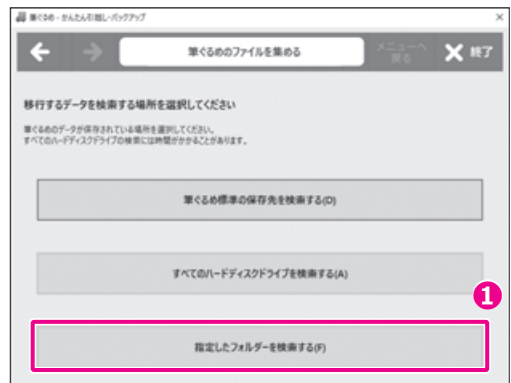 筆ぐるめ - かんたん引越し・バックアップ
筆ぐるめのファイルを集める
メニューへ
戻る
終了
移行するデータを検索する場所を選択してください
筆ぐるめのデータが保存されている場所を選択してください。
すべてのハードディスクドライブの検索には時間がかかることがあります。
筆ぐるめ標準の保存先を検索する(D)
すべてのハードディスクドライブを検索する(A)
1
指定したフォルダーを検索する(F)